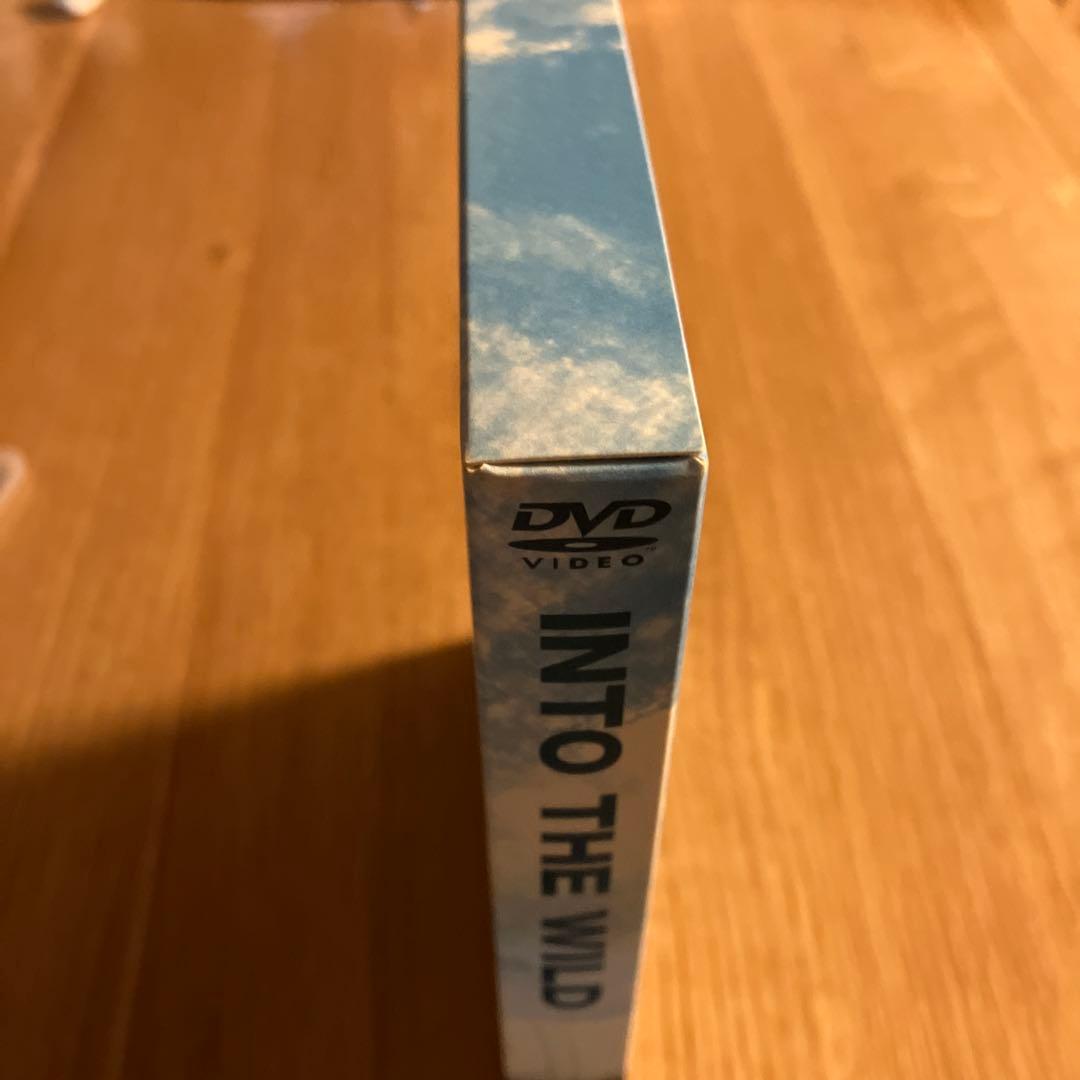 DVD
VIDEO
INTO THE WILD